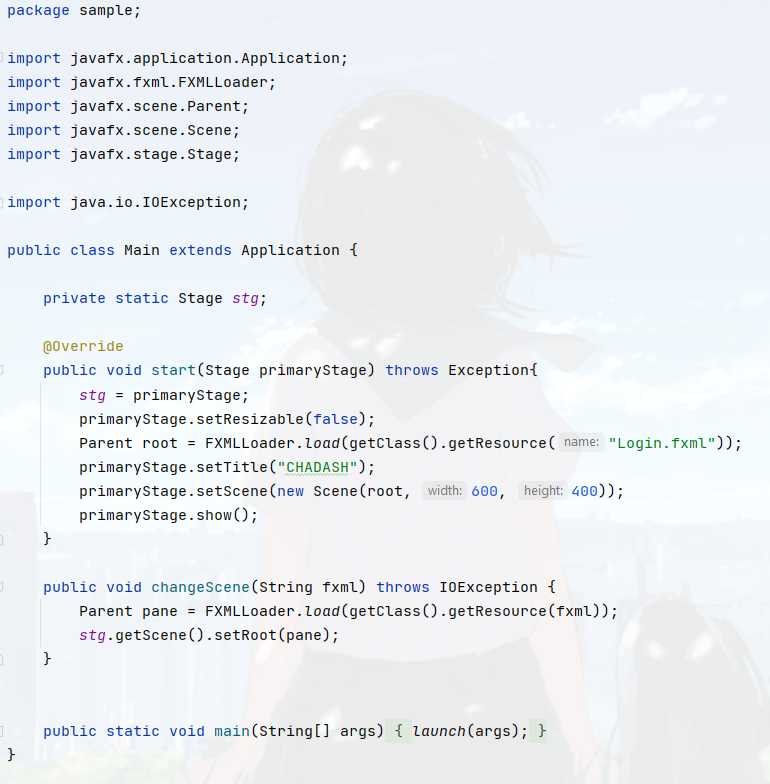 package sample;
import javafx.application.Application;
import javafx.fxml.FXMLLoader;
import javafx.scene.Parent;
import javafx.scene.Scene;
import javafx.stage.Stage;
import java.io.IOException;
public class Main extends Application {
private static Stage stg;
@Override
public void start(Stage primaryStage) throws Exception{
stg = primaryStage;
primaryStage.setResizable(false);
Parent root = FXMLLoader.load(getClass().getResource( name: "Login.fxml"));
primaryStage.setTitle("CHADASH");
primaryStage.setScene(new Scene(root, width: 600, height: 400));
primaryStage.show();
}
public void changeScene(String fxml) throws IOException {
Parent pane = FXMLLoader.load(getClass().getResource(fxml));
stg.getScene().setRoot(pane);
}
public static void main(String[] args) { launch(args); }
}